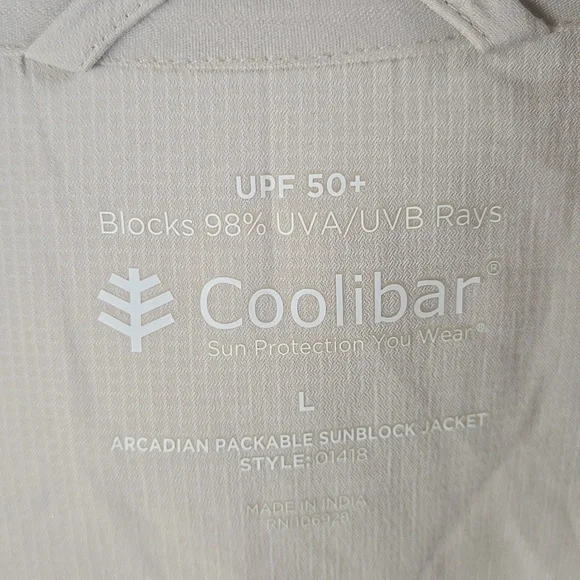 UPF 50+
Blocks 98% UVA/UVB Rays
Coolibar®
Sun Protection You Wear®
L
ARCADIAN PACKABLE SUNBLOCK JACKET
STYLE: 01418
MADE IN INDIA
RN106928